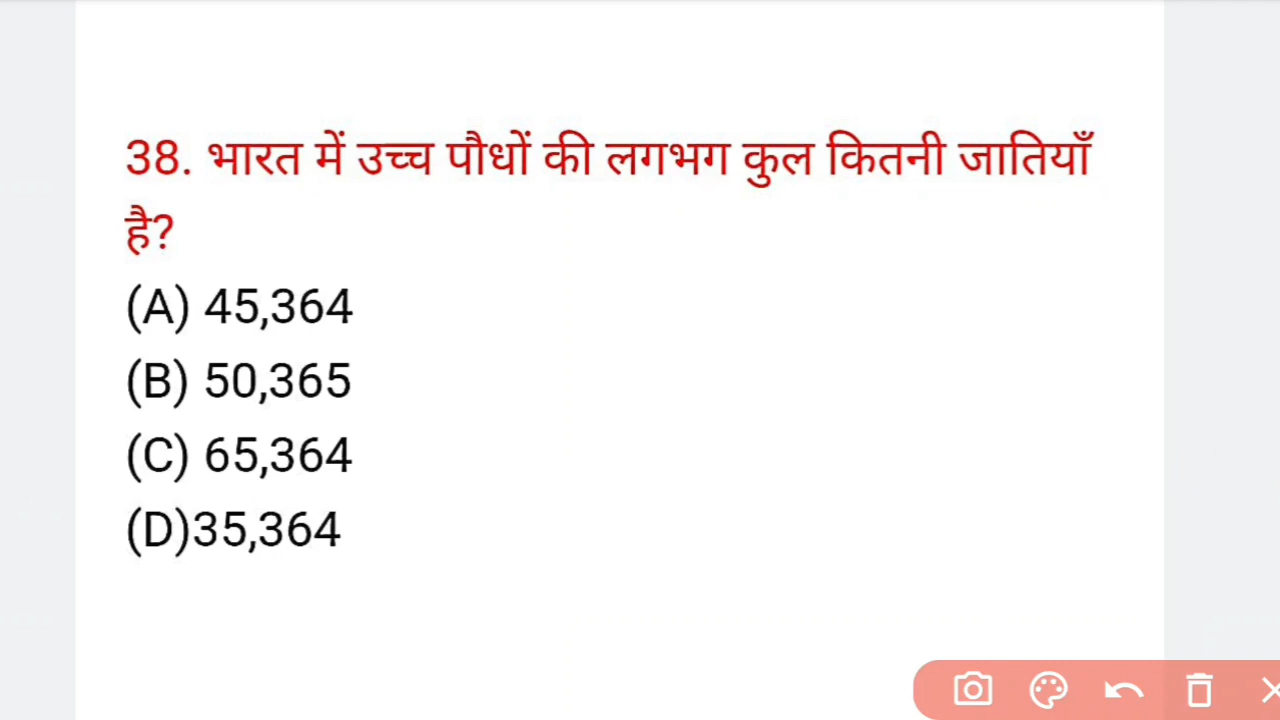 38. भारत में उच्च पौधों की लगभग कुल कितनी जातियाँ
है?
(A) 45,364
(B) 50,365
(C) 65,364
(D)35,364